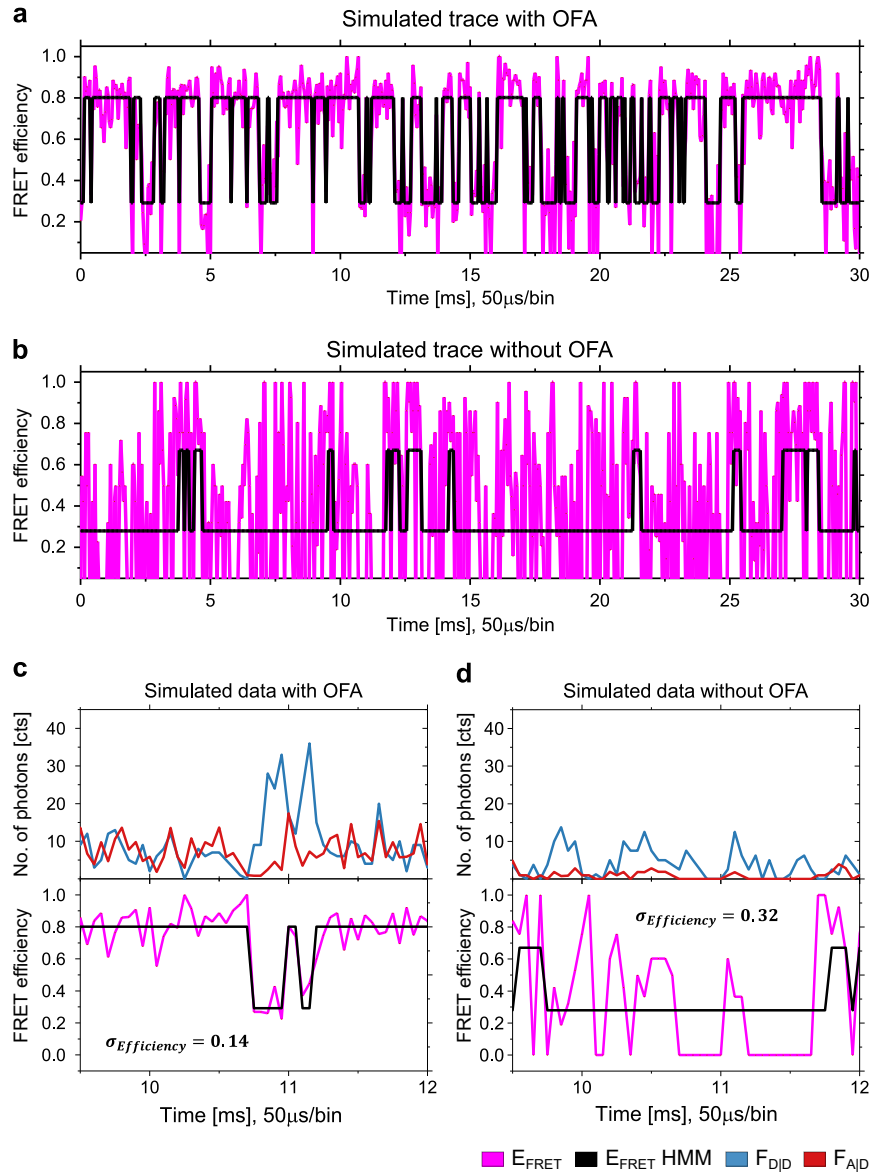 a
Simulated trace with OFA
1.0
0.8
0.6
0.4
0.2
FRET efficiency
0 5 10 15 20 25 30
Time [ms], 50μs/bin
b
Simulated trace without OFA
1.0
0.8
0.6
0.4
0.2
FRET efficiency
0 5 10 15 20 25 30
Time [ms], 50μs/bin
c
Simulated data with OFA
40
30
20
10
No. of photons [cts]
1.0
0.8
0.6
0.4
0.2
0.0
FRET efficiency
σEfficiency = 0.14
10 11 12
Time [ms], 50μs/bin
d
Simulated data without OFA
40
30
20
10
No. of photons [cts]
1.0
0.8
0.6
0.4
0.2
0.0
FRET efficiency
σEfficiency = 0.32
10 11 12
Time [ms], 50μs/bin
EFRET EFRET HMM FD|D FA|D